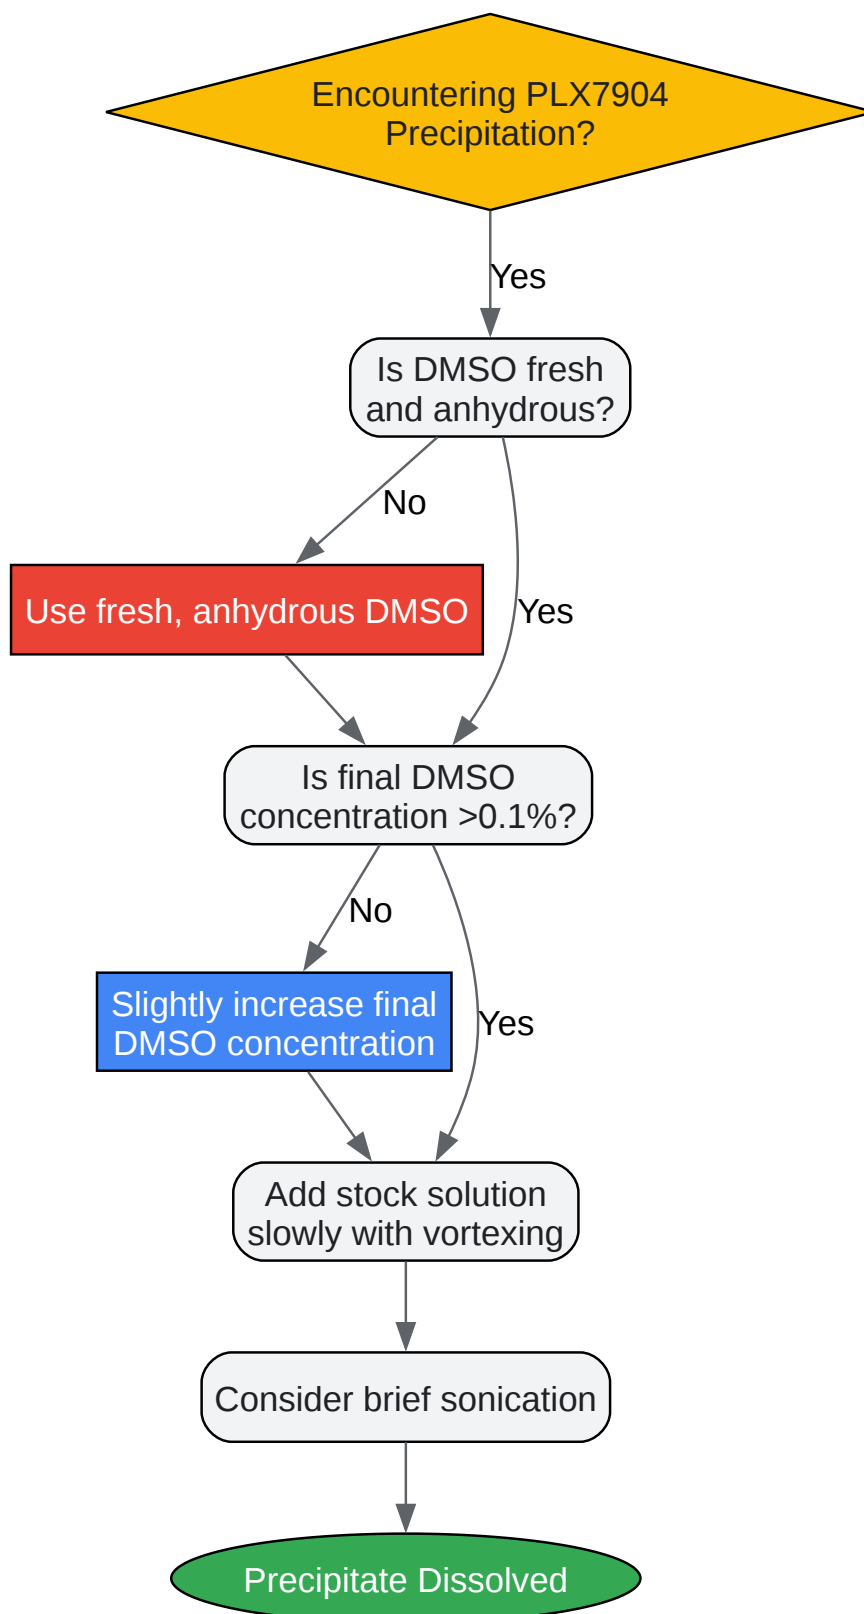 Encountering PLX7904
Precipitation?
Yes
Is DMSO fresh
and anhydrous?
No
Use fresh, anhydrous DMSO
Yes
Is final DMSO
concentration >0.1%?
No
Slightly increase final
DMSO concentration
Yes
Add stock solution
slowly with vortexing
Consider brief sonication
Precipitate Dissolved